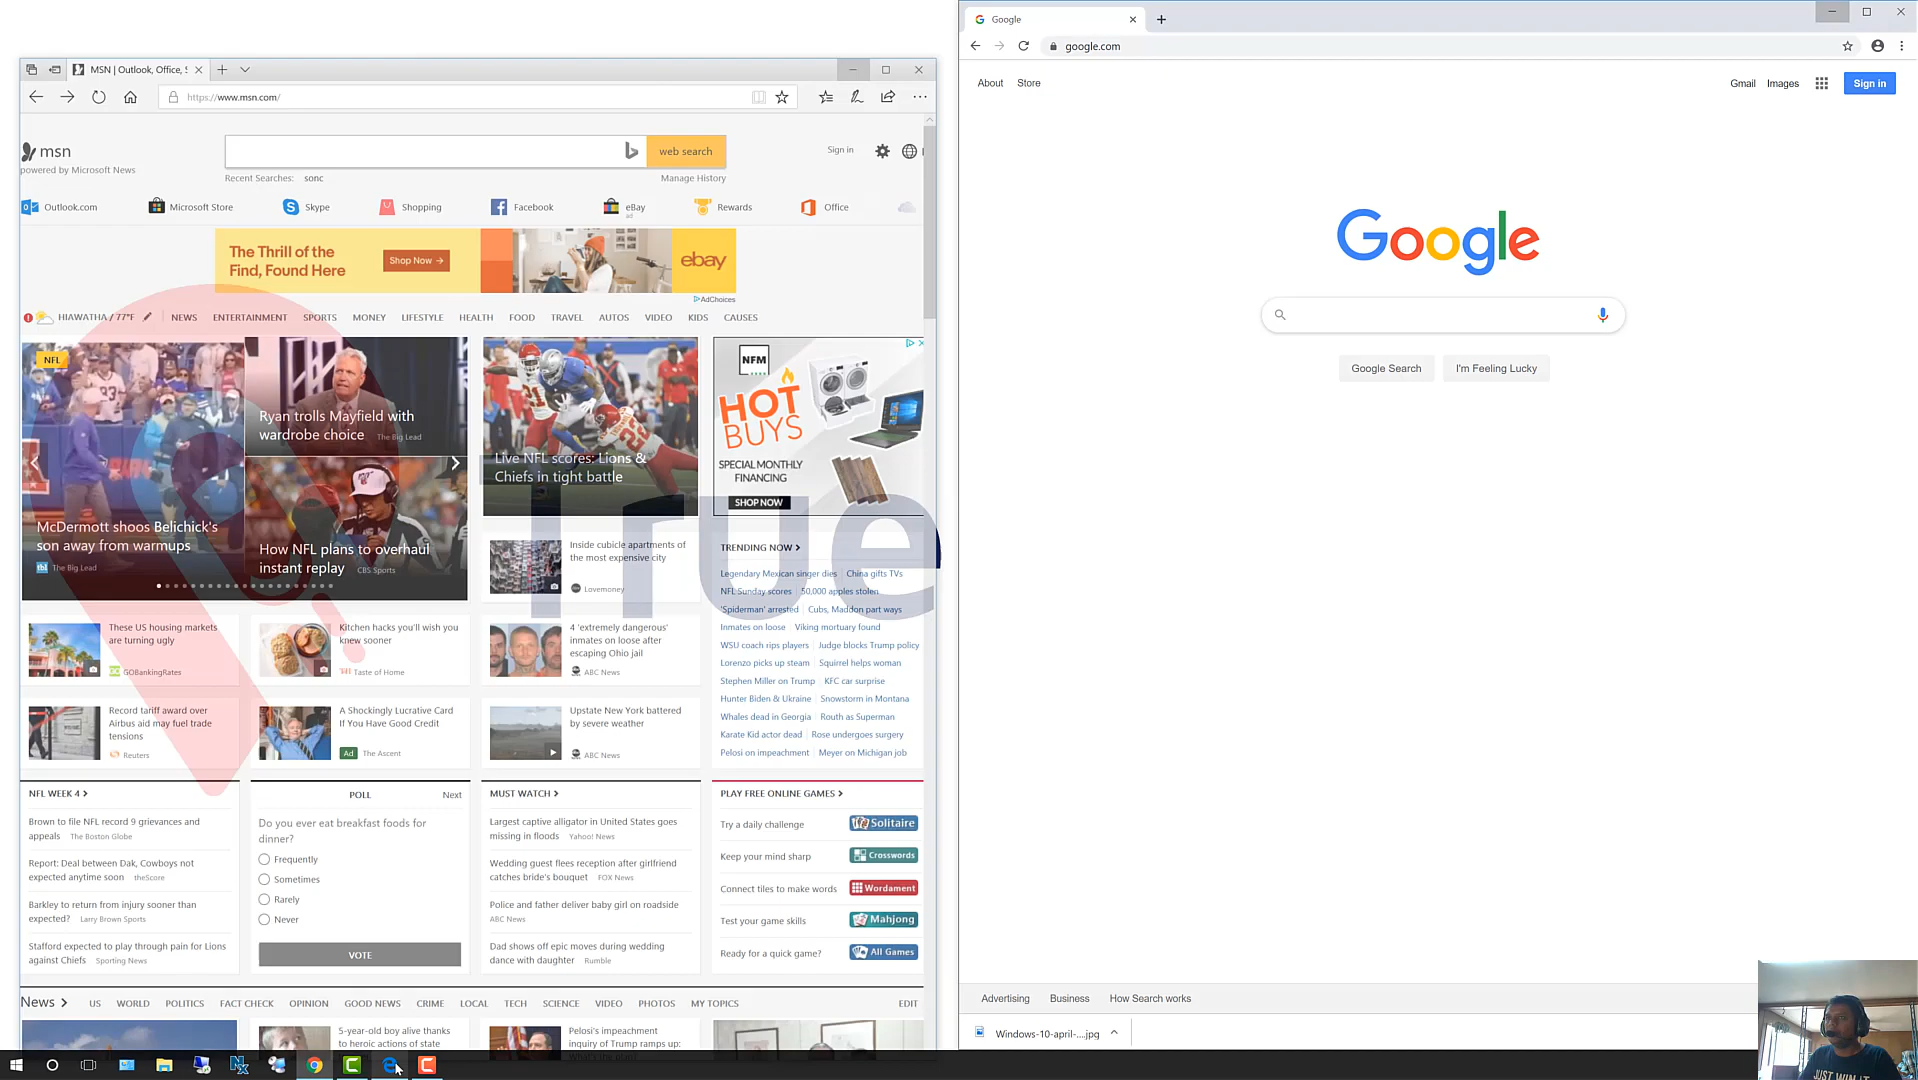 MSN | Outlook, Office, S
https://www.msn.com/
msn
powered by Microsoft News
web search
Sign in
Recent Searches: sonc
Manage History
Outlook.com
Microsoft Store
Skype
Shopping
Facebook
eBay
ad
Rewards
Office
The Thrill of the
Find, Found Here
Shop Now →
ebay
AdChoices
HIAWATHA / 77°F
NEWS
ENTERTAINMENT
SPORTS
MONEY
LIFESTYLE
HEALTH
FOOD
TRAVEL
AUTOS
VIDEO
KIDS
CAUSES
NFL
McDermott shoos Belichick's
son away from warmups
tbl The Big Lead
Ryan trolls Mayfield with
wardrobe choice The Big Lead
How NFL plans to overhaul
instant replay CBS Sports
Live NFL scores: Lions &
Chiefs in tight battle
NFM
HOT
BUYS
SPECIAL MONTHLY
FINANCING
SHOP NOW
True
Inside cubicle apartments of
the most expensive city
Lovemoney
TRENDING NOW >
Legendary Mexican singer dies China gifts TVs
NFL Sunday scores 50,000 apples stolen
'Spiderman' arrested Cubs, Maddon part ways
Inmates on loose Viking mortuary found
WSU coach rips players Judge blocks Trump policy
Lorenzo picks up steam Squirrel helps woman
Stephen Miller on Trump KFC car surprise
Hunter Biden & Ukraine Snowstorm in Montana
Whales dead in Georgia Routh as Superman
Karate Kid actor dead Rose undergoes surgery
Pelosi on impeachment Meyer on Michigan job
These US housing markets
are turning ugly
GOBankingRates
Kitchen hacks you'll wish you
knew sooner
Taste of Home
4 'extremely dangerous'
inmates on loose after
escaping Ohio jail
ABC News
Record tariff award over
Airbus aid may fuel trade
tensions
Reuters
A Shockingly Lucrative Card
If You Have Good Credit
Ad The Ascent
Upstate New York battered
by severe weather
ABC News
NFL WEEK 4 >
Brown to file NFL record 9 grievances and
appeals The Boston Globe
Report: Deal between Dak, Cowboys not
expected anytime soon theScore
Barkley to return from injury sooner than
expected? Larry Brown Sports
Stafford expected to play through pain for Lions
against Chiefs Sporting News
POLL
Next
Do you ever eat breakfast foods for
dinner?
Frequently
Sometimes
Rarely
Never
VOTE
MUST WATCH >
Largest captive alligator in United States goes
missing in floods Yahoo! News
Wedding guest flees reception after girlfriend
catches bride's bouquet FOX News
Police and father deliver baby girl on roadside
ABC News
Dad shows off epic moves during wedding
dance with daughter Rumble
PLAY FREE ONLINE GAMES >
Try a daily challenge Solitaire
Keep your mind sharp Crosswords
Connect tiles to make words Wordament
Test your game skills Mahjong
Ready for a quick game? All Games
News >
US
WORLD
POLITICS
FACT CHECK
OPINION
GOOD NEWS
CRIME
LOCAL
TECH
SCIENCE
VIDEO
PHOTOS
MY TOPICS
EDIT
5-year-old boy alive thanks
to heroic actions of state
Pelosi's impeachment
inquiry of Trump ramps up:
Google
google.com
About
Store
Gmail
Images
Sign in
Google
Google Search
I'm Feeling Lucky
Advertising
Business
How Search works
Windows-10-april-....jpg
JUST WIN IT